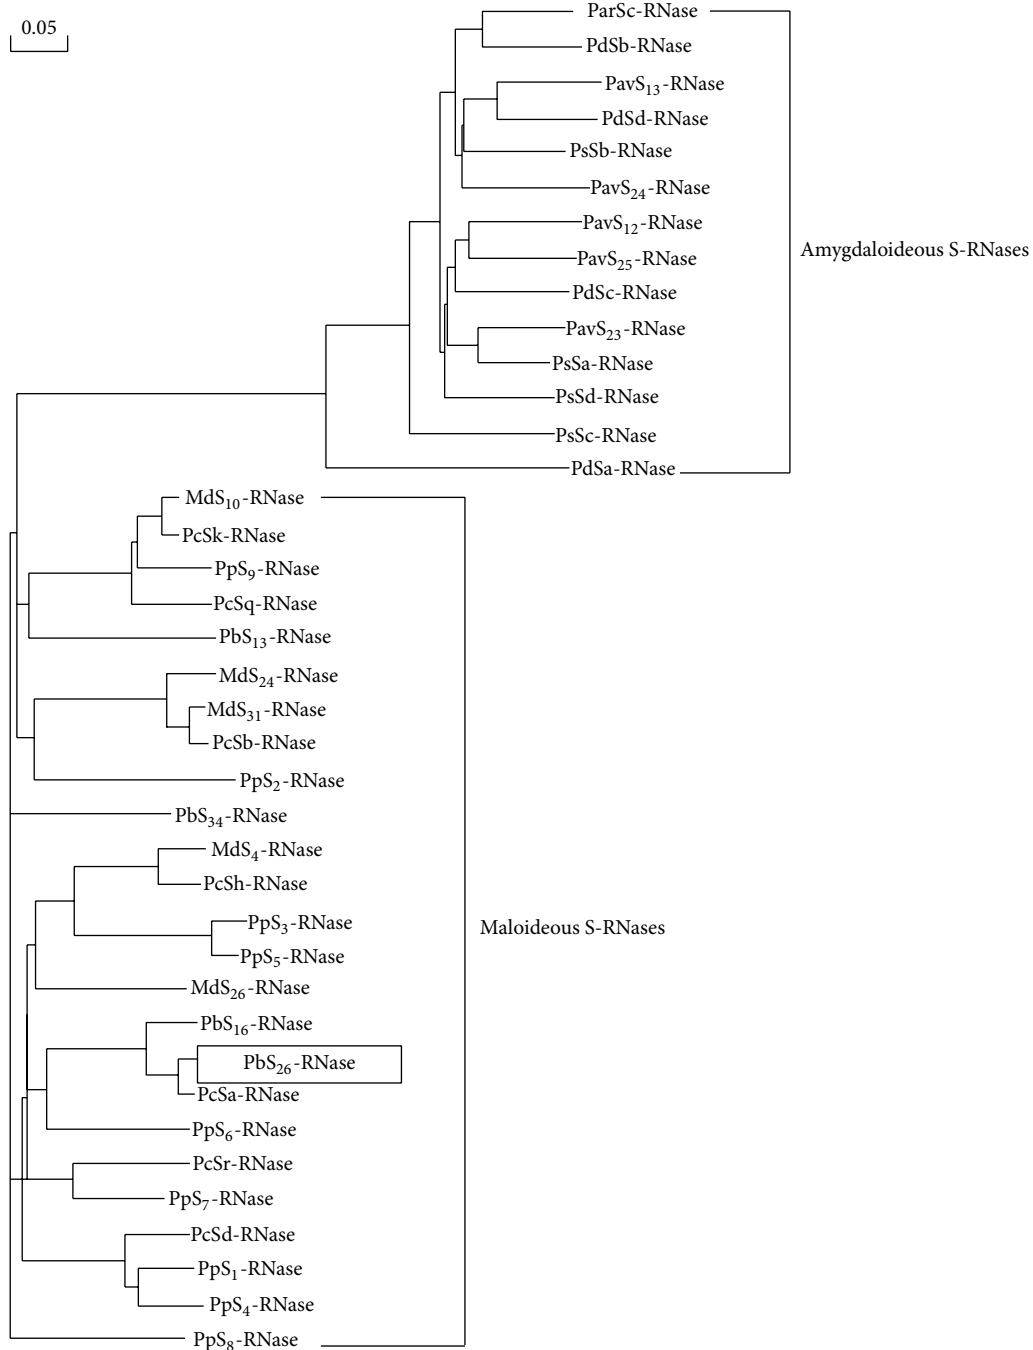 0.05
ParSc-RNase
PdSb-RNase
PavS13-RNase
PdSd-RNase
PsSb-RNase
PavS24-RNase
PavS12-RNase
Amygdaloideous S-RNases
PavS25-RNase
PdSc-RNase
PavS23-RNase
PsSa-RNase
PsSd-RNase
PsSc-RNase
PdSa-RNase
MdS10-RNase
PcSk-RNase
PpS9-RNase
PcSq-RNase
PbS13-RNase
MdS24-RNase
MdS31-RNase
PcSb-RNase
PpS2-RNase
PbS34-RNase
MdS4-RNase
PcSh-RNase
PpS3-RNase
Maloideous S-RNases
PpS5-RNase
MdS26-RNase
PbS16-RNase
PbS26-RNase
PcSa-RNase
PpS6-RNase
PcSr-RNase
PpS7-RNase
PcSd-RNase
PpS1-RNase
PpS4-RNase
PpS8-RNase